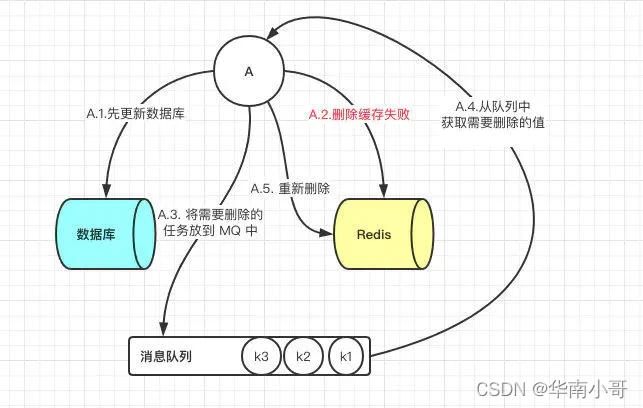 A
A.1.先更新数据库
A.2.删除缓存失败
A.4.从队列中
获取需要删除的值
A.5. 重新删除
A.3. 将需要删除的
任务放到 MQ 中
数据库
Redis
消息队列
k3
k2
k1
CSDN @华南小哥